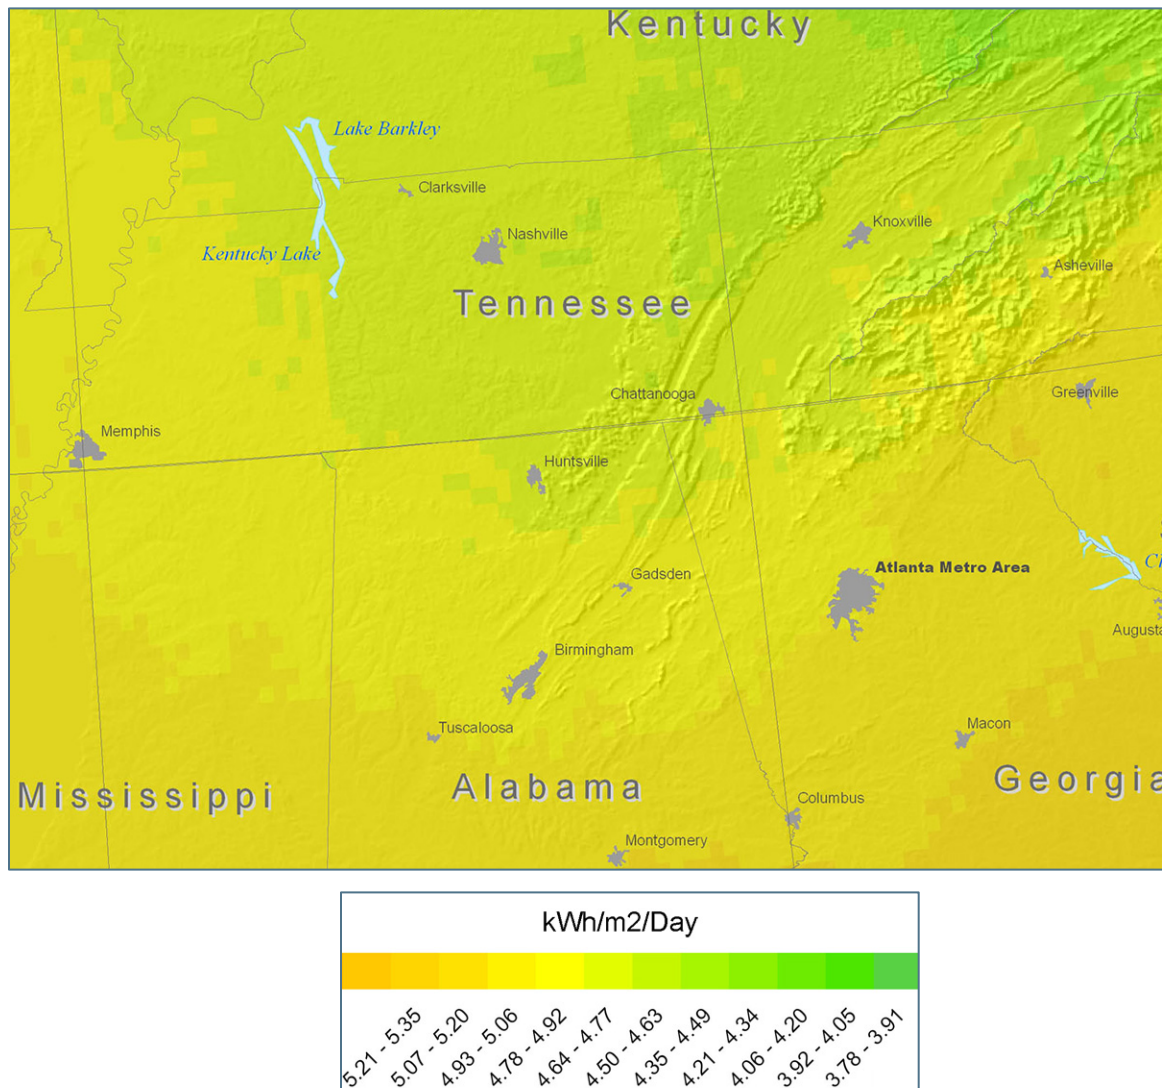 Kentucky
Lake Barkley
Clarksville
Nashville
Knoxville
Kentucky Lake
Asheville
Tennessee
Chattanooga
Greenville
Memphis
Huntsville
Atlanta Metro Area
Gadsden
Augusta
Birmingham
Tuscaloosa
Macon
Mississippi
Alabama
Georgia
Columbus
Montgomery
kWh/m2/Day
5.21 - 5.35
5.07 - 5.20
4.93 - 5.06
4.78 - 4.92
4.64 - 4.77
4.50 - 4.63
4.35 - 4.49
4.21 - 4.34
4.06 - 4.20
3.92 - 4.05
3.78 - 3.91